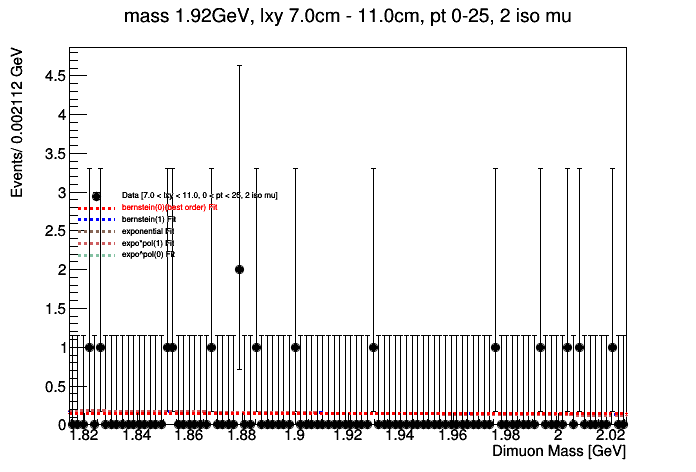 mass 1.92GeV, lxy 7.0cm - 11.0cm, pt 0-25, 2 iso mu
Events/ 0.002112 GeV
4.5
4
3.5
3
2.5
2
1.5
1
0.5
0
Data [7.0 < lxy < 11.0, 0 < pt < 25, 2 iso mu]
bernstein(0)(best order) Fit
bernstein(1) Fit
exponential Fit
expo*pol(1) Fit
expo^pol(0) Fit
1.82 1.84 1.86 1.88 1.9 1.92 1.94 1.96 1.98 2 2.02
Dimuon Mass [GeV]